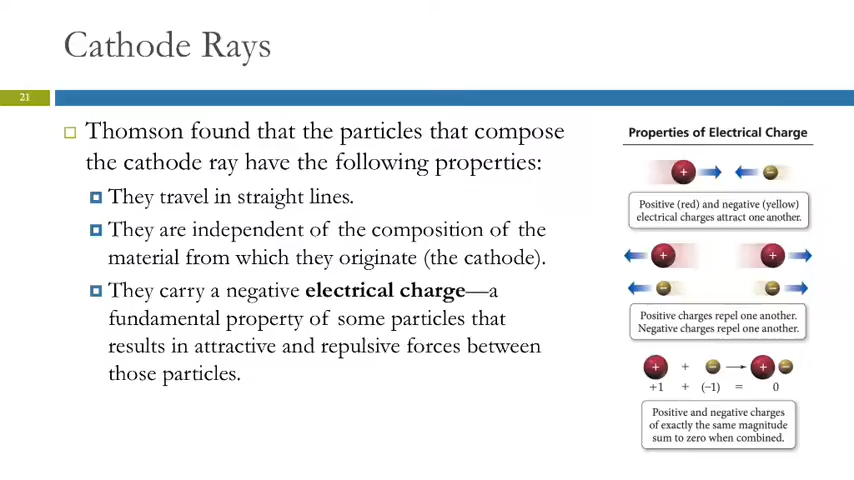 Cathode Rays
21
Thomson found that the particles that compose
the cathode ray have the following properties:
They travel in straight lines.
They are independent of the composition of the
material from which they originate (the cathode).
They carry a negative electrical charge—a
fundamental property of some particles that
results in attractive and repulsive forces between
those particles.
Properties of Electrical Charge
+ −
Positive (red) and negative (yellow)
electrical charges attract one another.
+ +
− −
Positive charges repel one another.
Negative charges repel one another.
+ + − + −
+1 + (−1) = 0
Positive and negative charges
of exactly the same magnitude
sum to zero when combined.